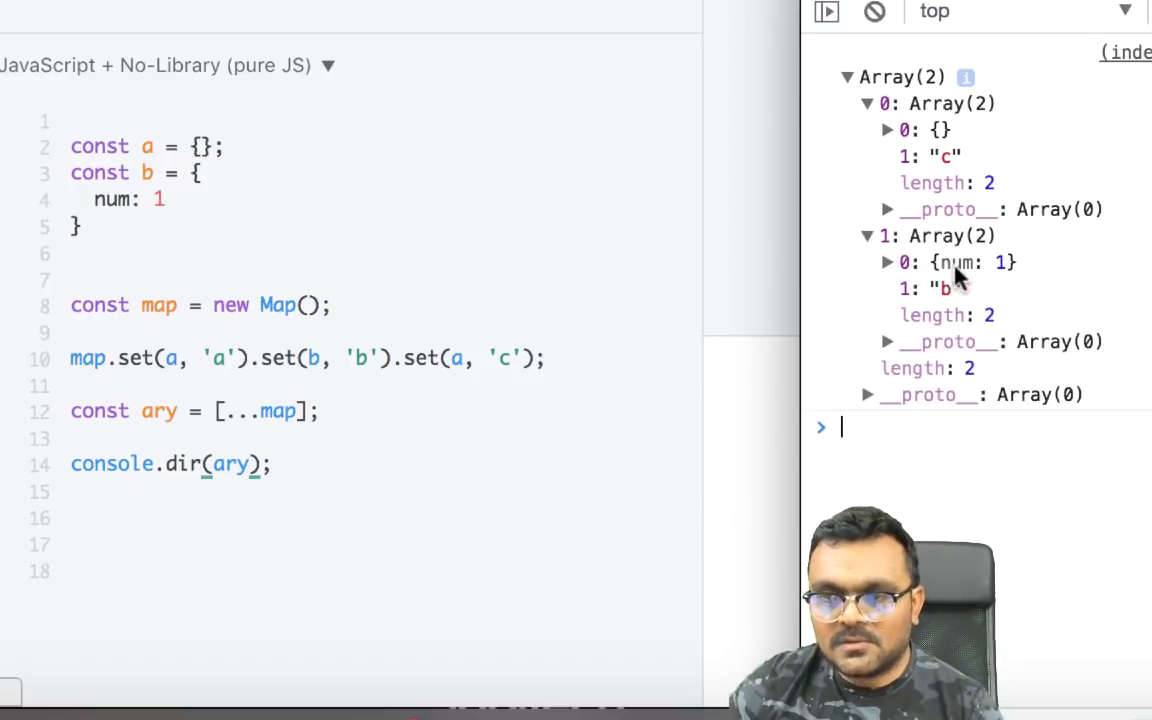 JavaScript + No-Library (pure JS) ▼
1
2 const a = {};
3 const b = {
4 num: 1
5 }
6
7
8 const map = new Map();
9
10 map.set(a, 'a').set(b, 'b').set(a, 'c');
11
12 const ary = [...map];
13
14 console.dir(ary);
15
16
17
18
top ▼
(inde
▼ Array(2) i
▼ 0: Array(2)
▶ 0: {}
1: "c"
length: 2
▶ __proto__: Array(0)
▼ 1: Array(2)
▶ 0: {num: 1}
1: "b"
length: 2
▶ __proto__: Array(0)
length: 2
▶ __proto__: Array(0)
>